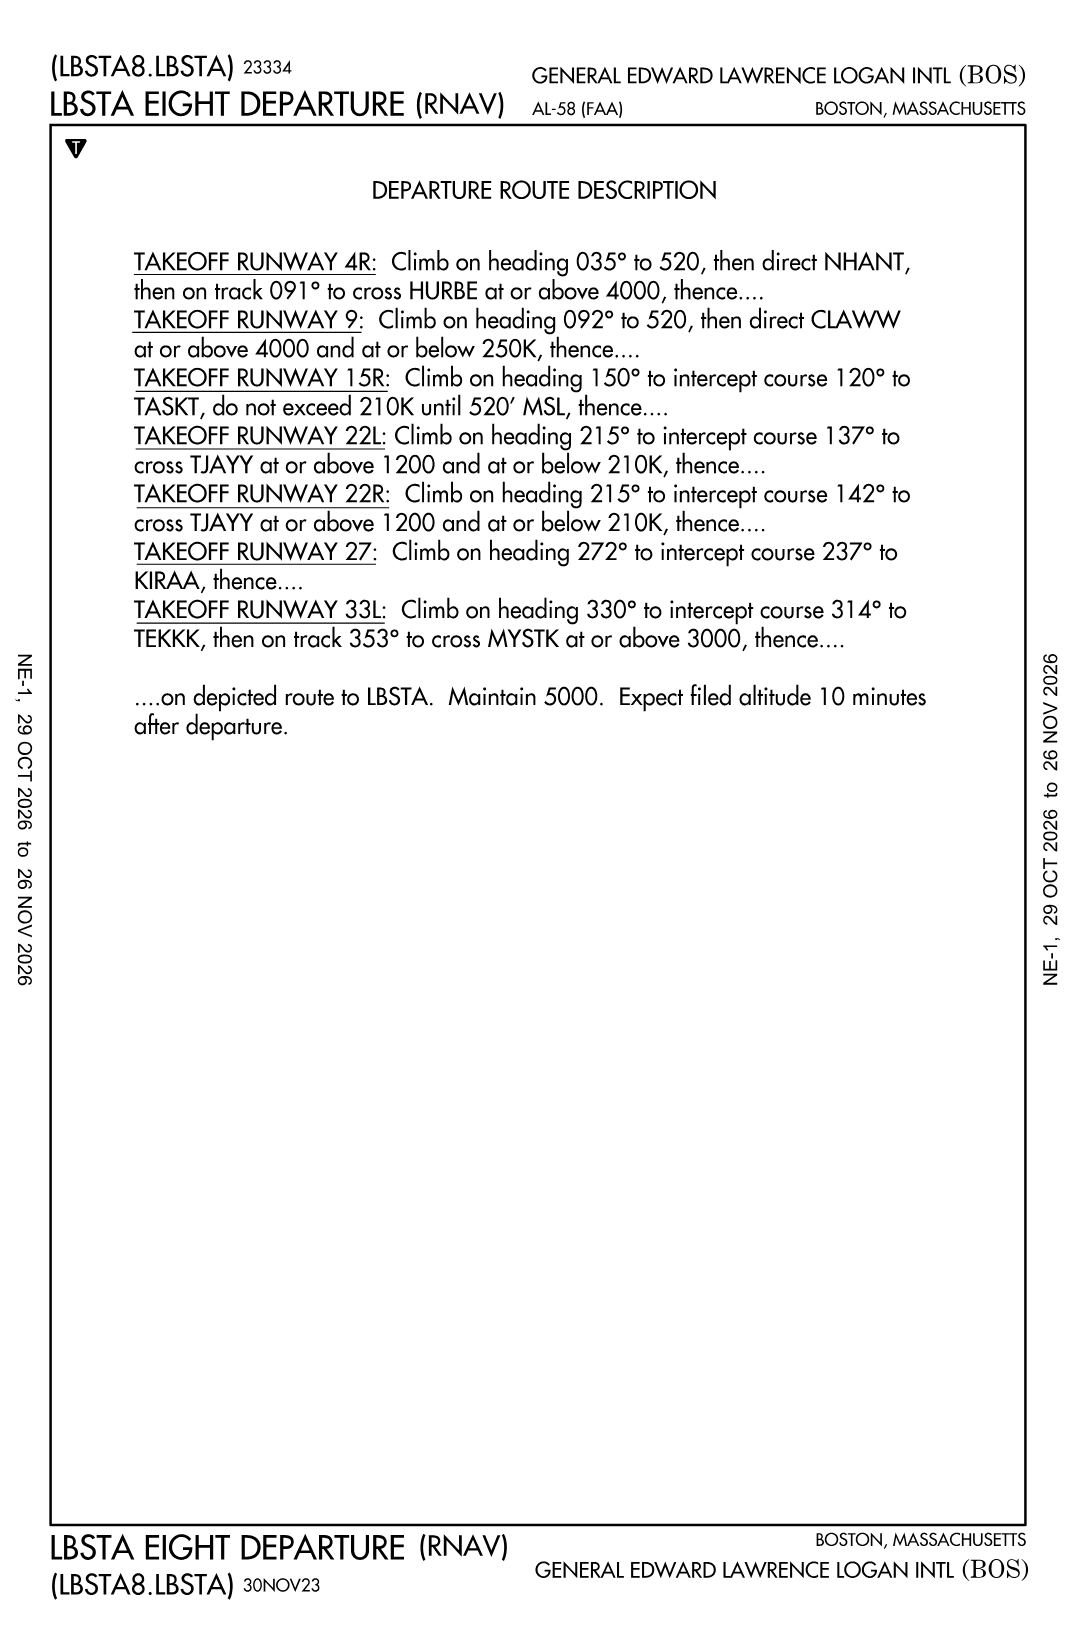 (LBSTA8.LBSTA) 23334
LBSTA EIGHT DEPARTURE (RNAV)
GENERAL EDWARD LAWRENCE LOGAN INTL (BOS)
AL-58 (FAA)
BOSTON, MASSACHUSETTS
T
DEPARTURE ROUTE DESCRIPTION
TAKEOFF RUNWAY 4R: Climb on heading 035° to 520, then direct NHANT,
then on track 091° to cross HURBE at or above 4000, thence....
TAKEOFF RUNWAY 9: Climb on heading 092° to 520, then direct CLAWW
at or above 4000 and at or below 250K, thence....
TAKEOFF RUNWAY 15R: Climb on heading 150° to intercept course 120° to
TASKT, do not exceed 210K until 520’ MSL, thence....
TAKEOFF RUNWAY 22L: Climb on heading 215° to intercept course 137° to
cross TJAYY at or above 1200 and at or below 210K, thence....
TAKEOFF RUNWAY 22R: Climb on heading 215° to intercept course 142° to
cross TJAYY at or above 1200 and at or below 210K, thence....
TAKEOFF RUNWAY 27: Climb on heading 272° to intercept course 237° to
KIRAA, thence....
TAKEOFF RUNWAY 33L: Climb on heading 330° to intercept course 314° to
TEKKK, then on track 353° to cross MYSTK at or above 3000, thence....
....on depicted route to LBSTA. Maintain 5000. Expect filed altitude 10 minutes
after departure.
NE-1, 29 OCT 2026 to 26 NOV 2026
NE-1, 29 OCT 2026 to 26 NOV 2026
LBSTA EIGHT DEPARTURE (RNAV)
(LBSTA8.LBSTA) 30NOV23
BOSTON, MASSACHUSETTS
GENERAL EDWARD LAWRENCE LOGAN INTL (BOS)